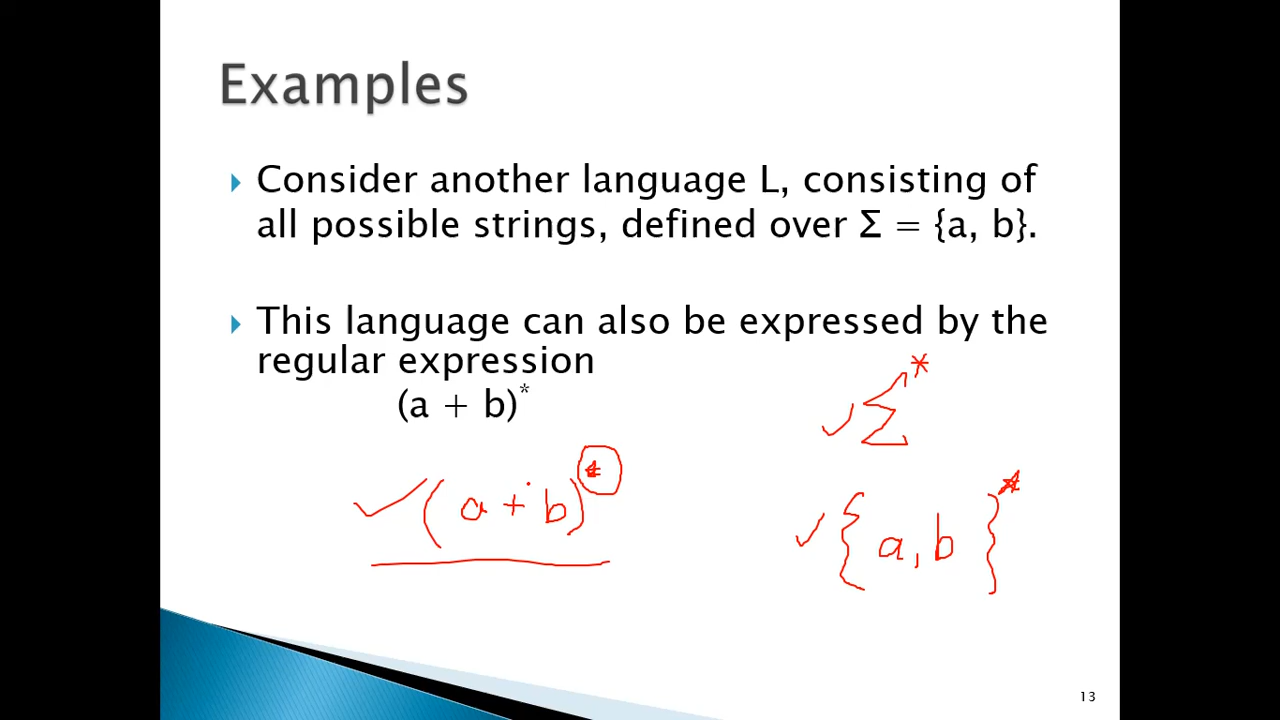 Examples
Consider another language L, consisting of
all possible strings, defined over Σ = {a, b}.
This language can also be expressed by the
regular expression
(a + b)*
Σ*
(a + b)*
{a, b}*
13